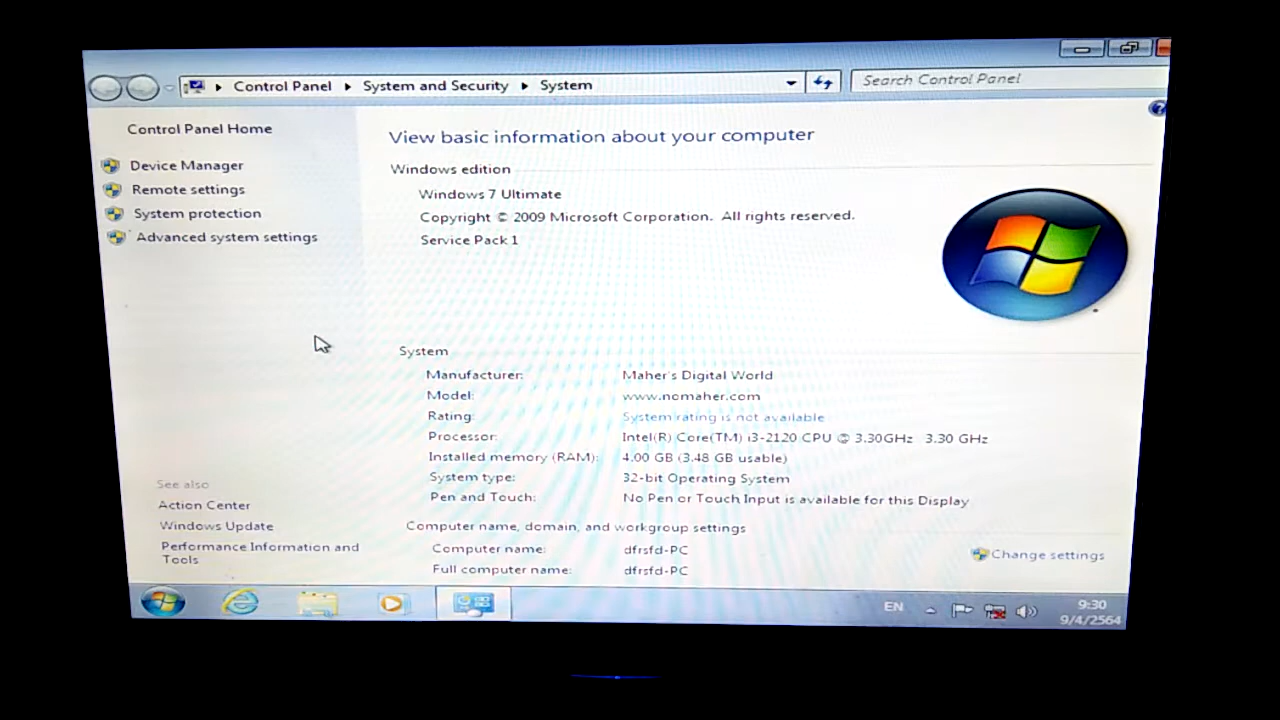 Control Panel ▸ System and Security ▸ System
Search Control Panel
Control Panel Home
Device Manager
Remote settings
System protection
Advanced system settings
View basic information about your computer
Windows edition
Windows 7 Ultimate
Copyright © 2009 Microsoft Corporation. All rights reserved.
Service Pack 1
System
Manufacturer: Maher's Digital World
Model: www.nomaher.com
Rating: System rating is not available
Processor: Intel(R) Core(TM) i3-2120 CPU @ 3.30GHz 3.30 GHz
Installed memory (RAM): 4.00 GB (3.48 GB usable)
System type: 32-bit Operating System
Pen and Touch: No Pen or Touch Input is available for this Display
Computer name, domain, and workgroup settings
Computer name: dfrsfd-PC
Full computer name: dfrsfd-PC
Change settings
See also
Action Center
Windows Update
Performance Information and
Tools
EN
9:30
9/4/2564